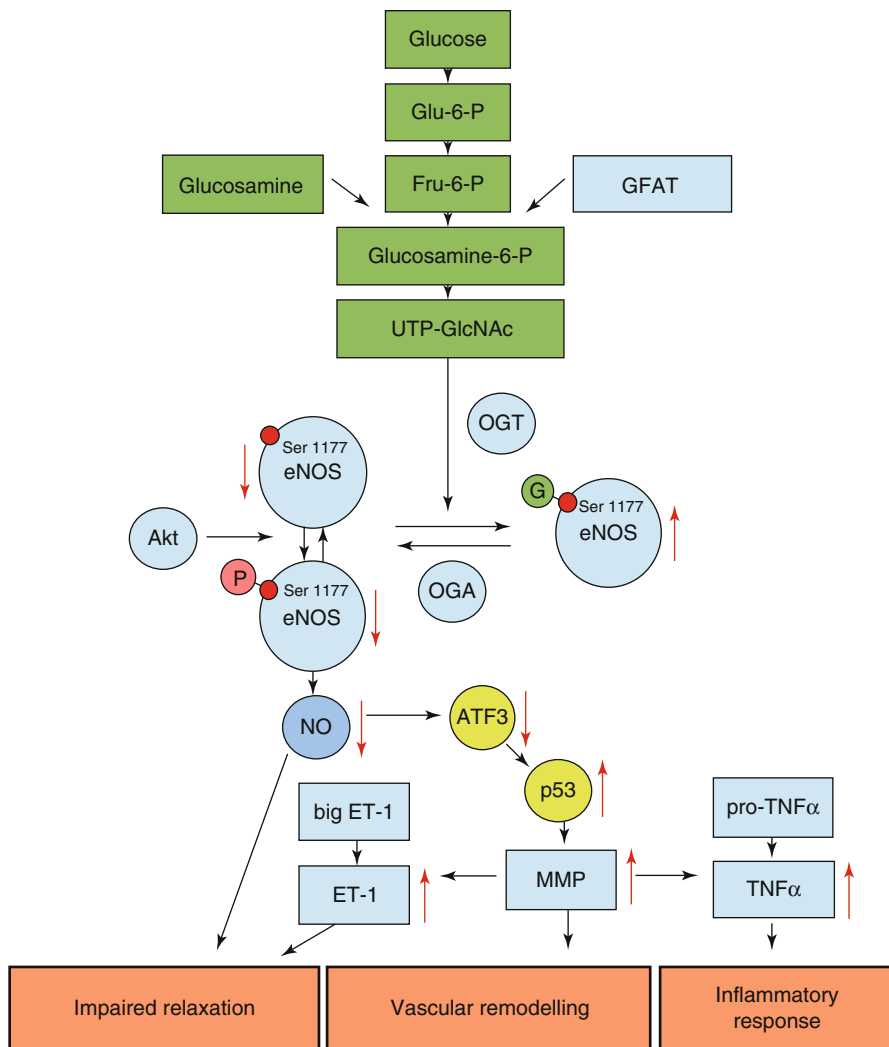 Glucose
Glu-6-P
Glucosamine
Fru-6-P
GFAT
Glucosamine-6-P
UTP-GlcNAc
OGT
Ser 1177
eNOS
G
Ser 1177
eNOS
Akt
OGA
P
Ser 1177
eNOS
NO
ATF3
p53
big ET-1
pro-TNFα
ET-1
MMP
TNFα
Impaired relaxation
Vascular remodelling
Inflammatory
response